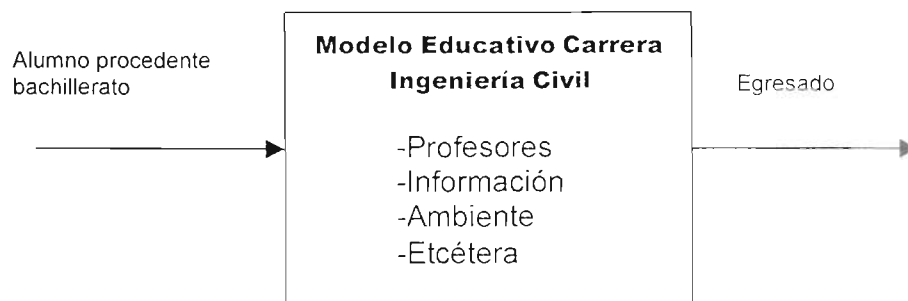 Alumno procedente
bachillerato
Modelo Educativo Carrera
Ingeniería Civil
-Profesores
-Información
-Ambiente
-Etcétera
Egresado